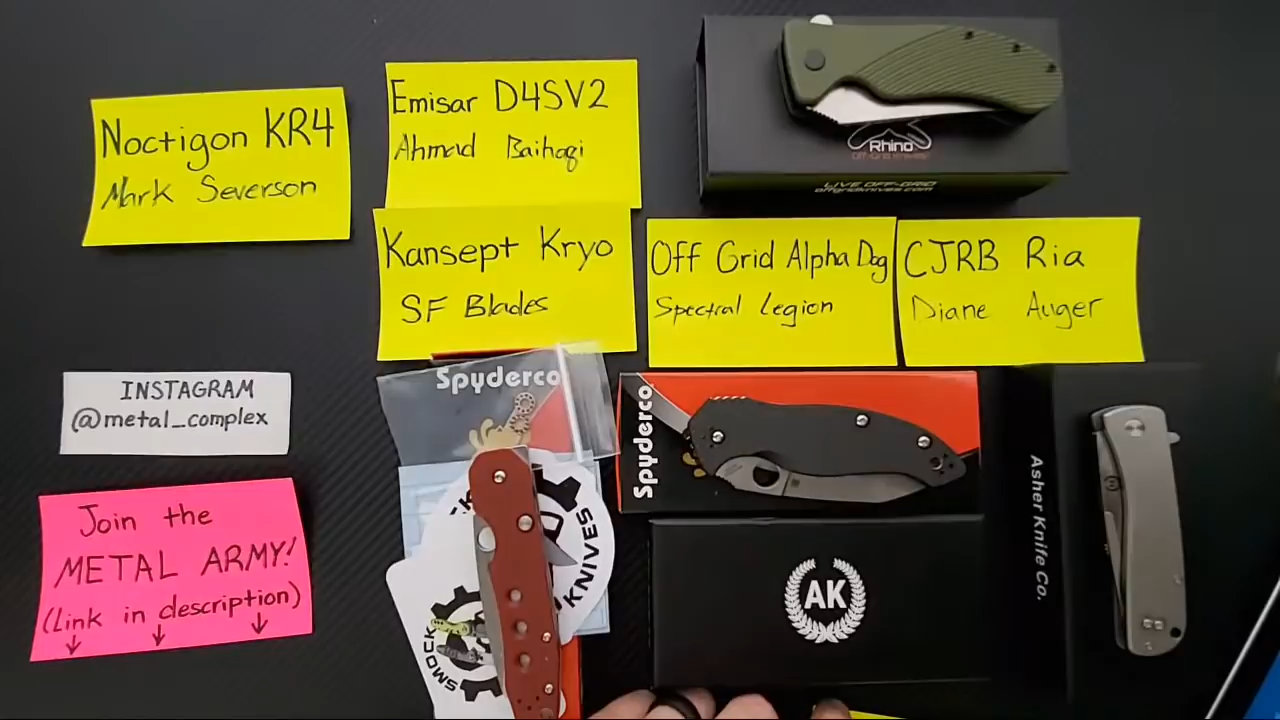 Noctigon KR4
Mark Severson
Emisar D4SV2
Ahmad Baihaqi
Rhino
Off-Grid Knives
LIVE OFF-GRID
offgridknives.com
Kansept Kryo
SF Blades
Off Grid Alpha Dog
Spectral Legion
CJRB Ria
Diane Auger
INSTAGRAM
@metal_complex
Join the
METAL ARMY!
(Link in description)
Spyderco
Spyderco
KNIVES
SMOCK
AK
Asher Knife Co.